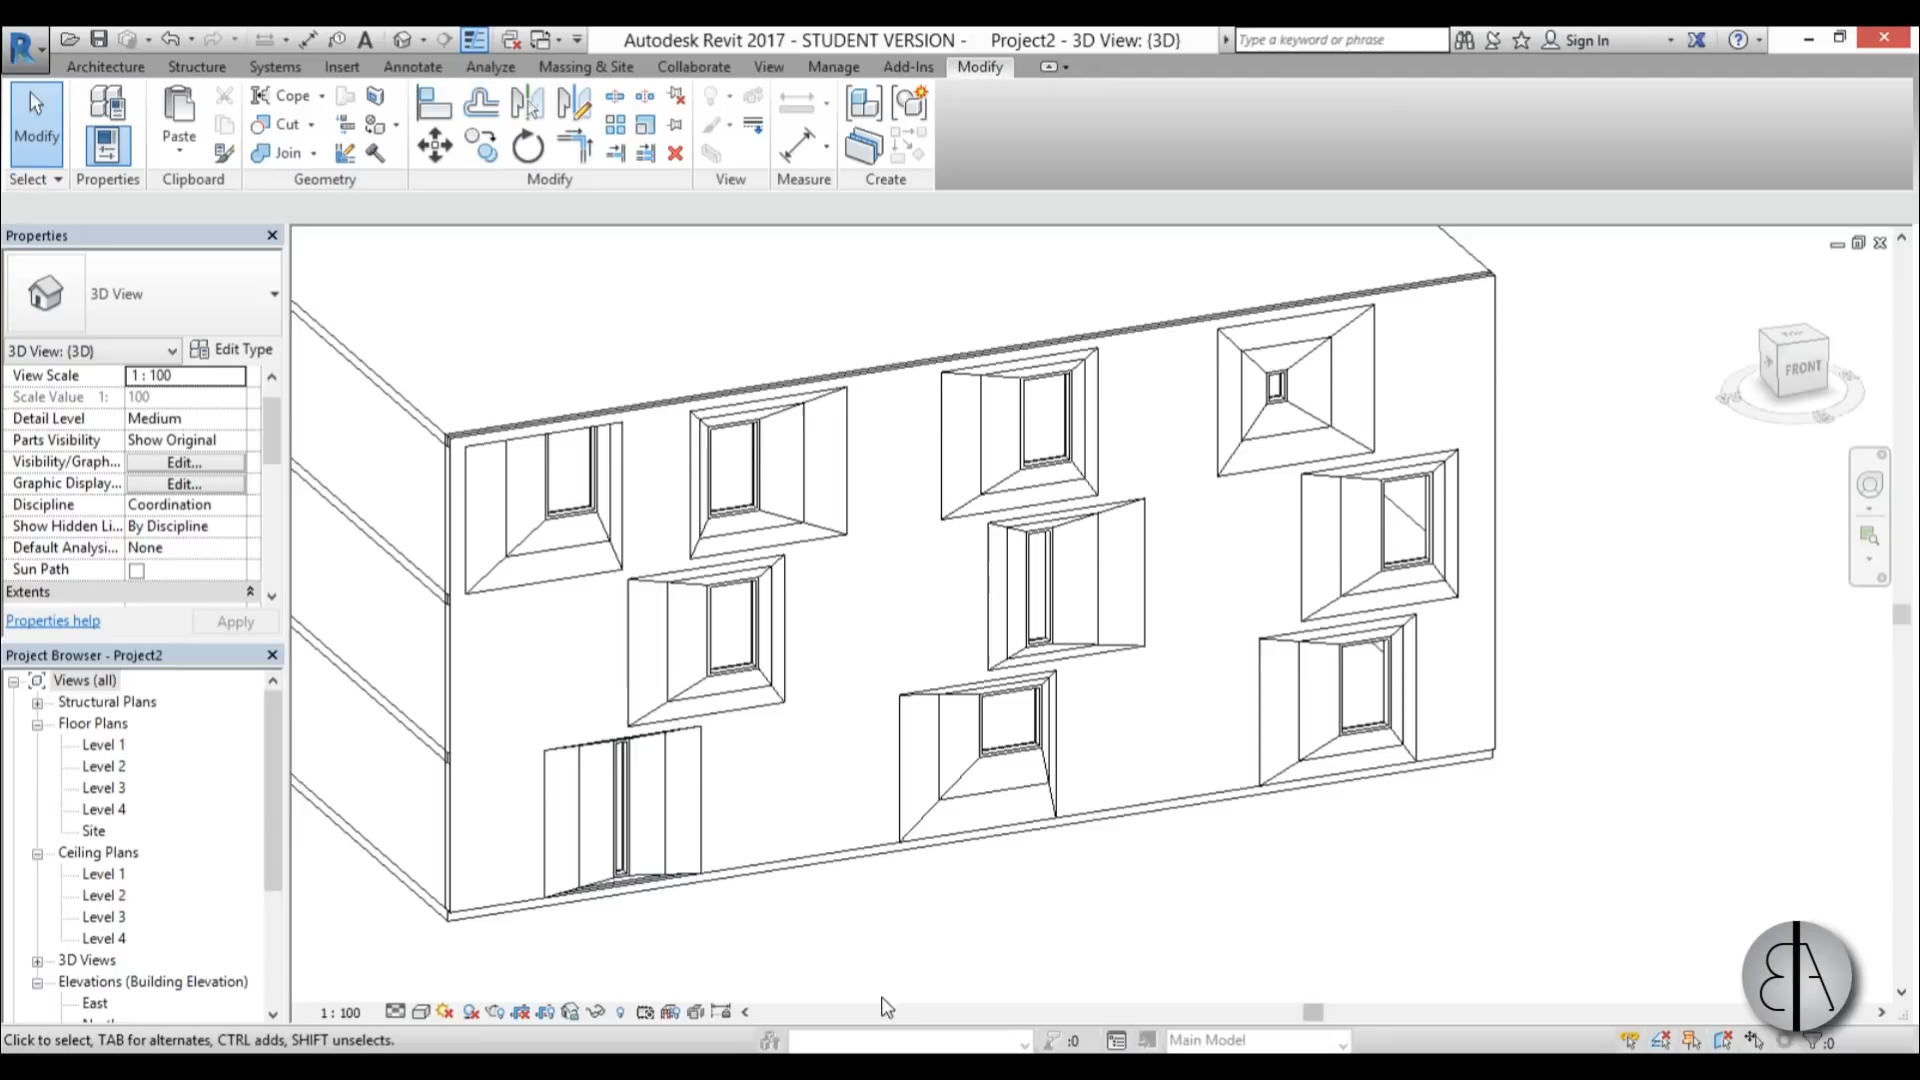 Autodesk Revit 2017 - STUDENT VERSION - Project2 - 3D View: {3D}
Type a keyword or phrase
Sign In
Architecture Structure Systems Insert Annotate Analyze Massing & Site Collaborate View Manage Add-Ins Modify
Modify
Paste
Cope
Cut
Join
Select Properties Clipboard Geometry Modify View Measure Create
Properties
3D View
3D View: {3D} Edit Type
View Scale 1 : 100
Scale Value 1: 100
Detail Level Medium
Parts Visibility Show Original
Visibility/Graph... Edit...
Graphic Display... Edit...
Discipline Coordination
Show Hidden Li... By Discipline
Default Analysi... None
Sun Path
Extents
Properties help Apply
Project Browser - Project2
Views (all)
Structural Plans
Floor Plans
Level 1
Level 2
Level 3
Level 4
Site
Ceiling Plans
Level 1
Level 2
Level 3
Level 4
3D Views
Elevations (Building Elevation)
East
TOP
FRONT
BA
1 : 100
Click to select, TAB for alternates, CTRL adds, SHIFT unselects.
:0
Main Model
:0